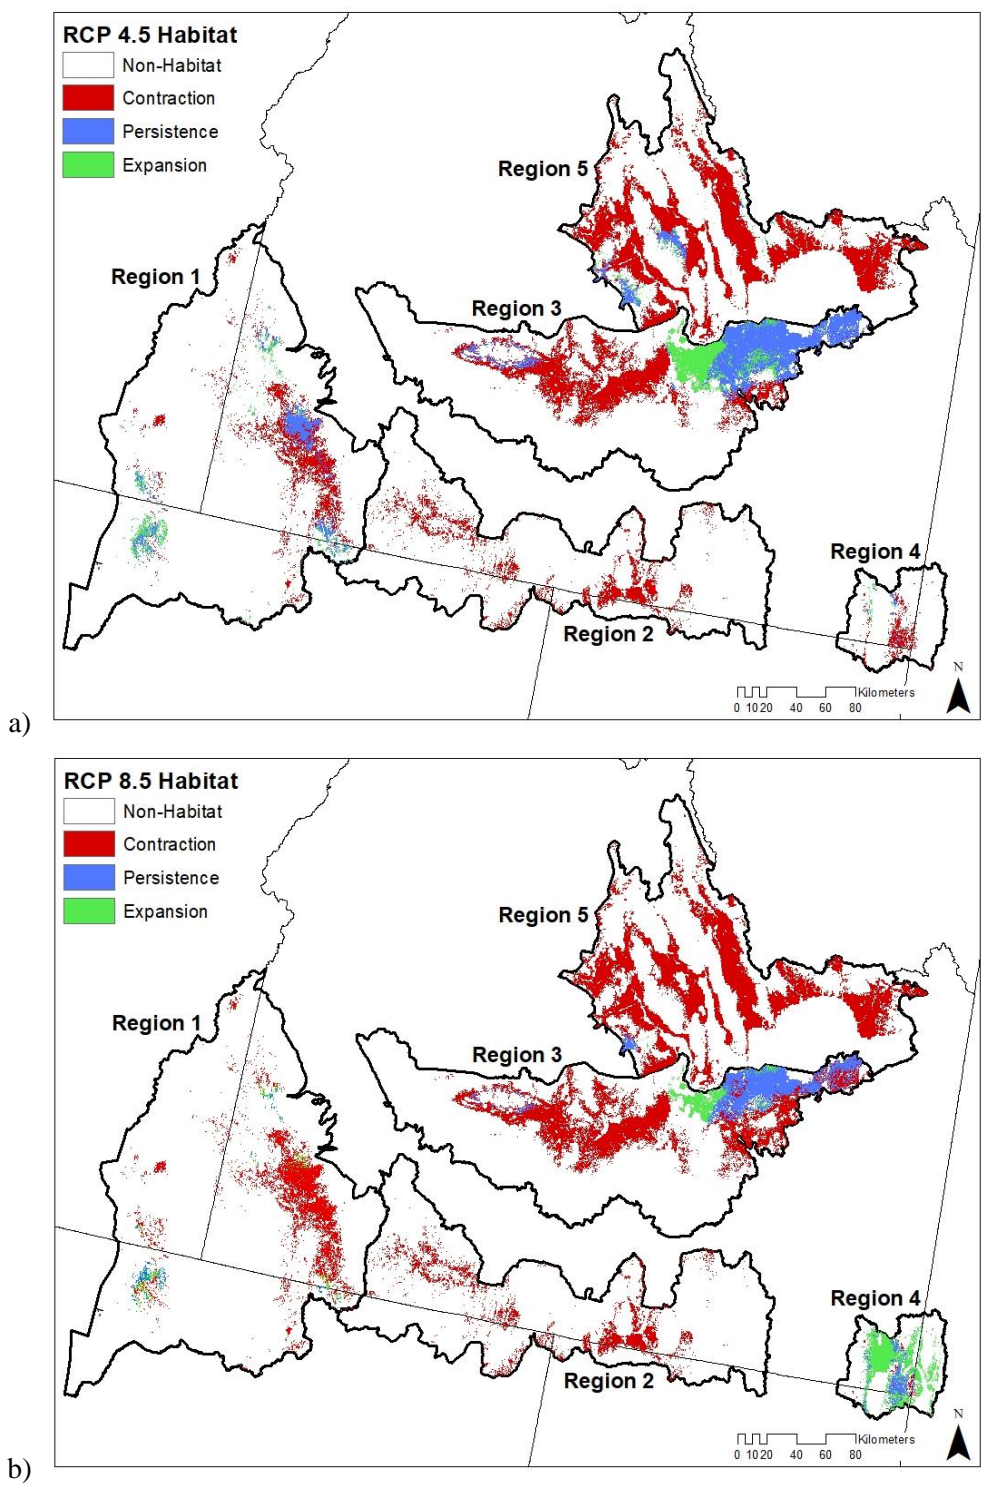 RCP 4.5 Habitat
Non-Habitat
Contraction
Persistence
Expansion
Region 5
Region 1
Region 3
Region 4
Region 2
N
Kilometers
0 10 20 40 60 80
a)
RCP 8.5 Habitat
Non-Habitat
Contraction
Persistence
Expansion
Region 5
Region 1
Region 3
Region 4
Region 2
N
Kilometers
0 10 20 40 60 80
b)